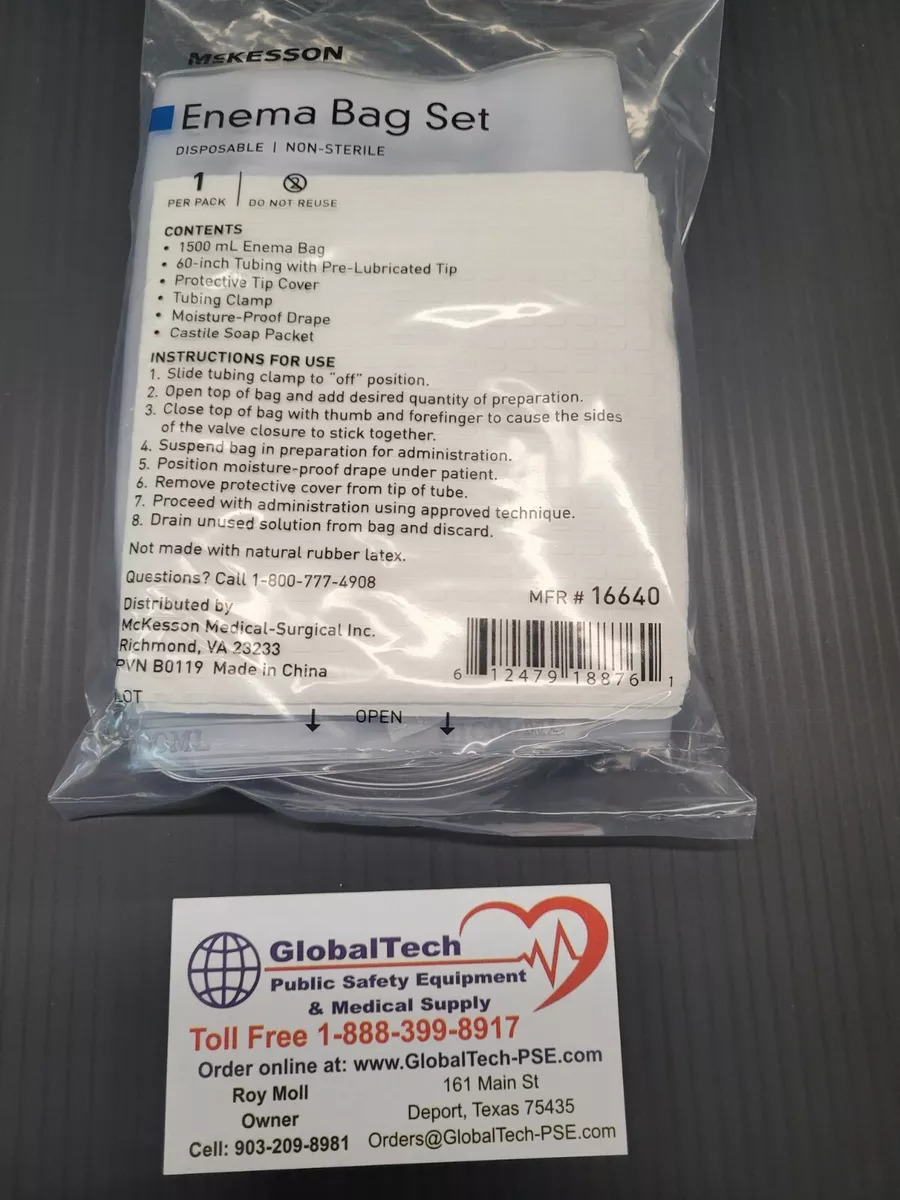 McKESSON
Enema Bag Set
DISPOSABLE | NON-STERILE
1
PER PACK
2
DO NOT REUSE
CONTENTS
• 1500 mL Enema Bag
• 60-inch Tubing with Pre-Lubricated Tip
• Protective Tip Cover
• Tubing Clamp
• Moisture-Proof Drape
• Castile Soap Packet
INSTRUCTIONS FOR USE
1. Slide tubing clamp to "off" position.
2. Open top of bag and add desired quantity of preparation.
3. Close top of bag with thumb and forefinger to cause the sides
of the valve closure to stick together.
4. Suspend bag in preparation for administration.
5. Position moisture-proof drape under patient.
6. Remove protective cover from tip of tube.
7. Proceed with administration using approved technique.
8. Drain unused solution from bag and discard.
Not made with natural rubber latex.
Questions? Call 1-800-777-4908
Distributed by
McKesson Medical-Surgical Inc.
Richmond, VA 23233
PVN B0119 Made in China
LOT
MFR # 16640
6 12479 18876 1
OPEN
GlobalTech
Public Safety Equipment
& Medical Supply
Toll Free 1-888-399-8917
Order online at: www.GlobalTech-PSE.com
Roy Moll
Owner
Cell: 903-209-8981
161 Main St
Deport, Texas 75435
Orders@GlobalTech-PSE.com